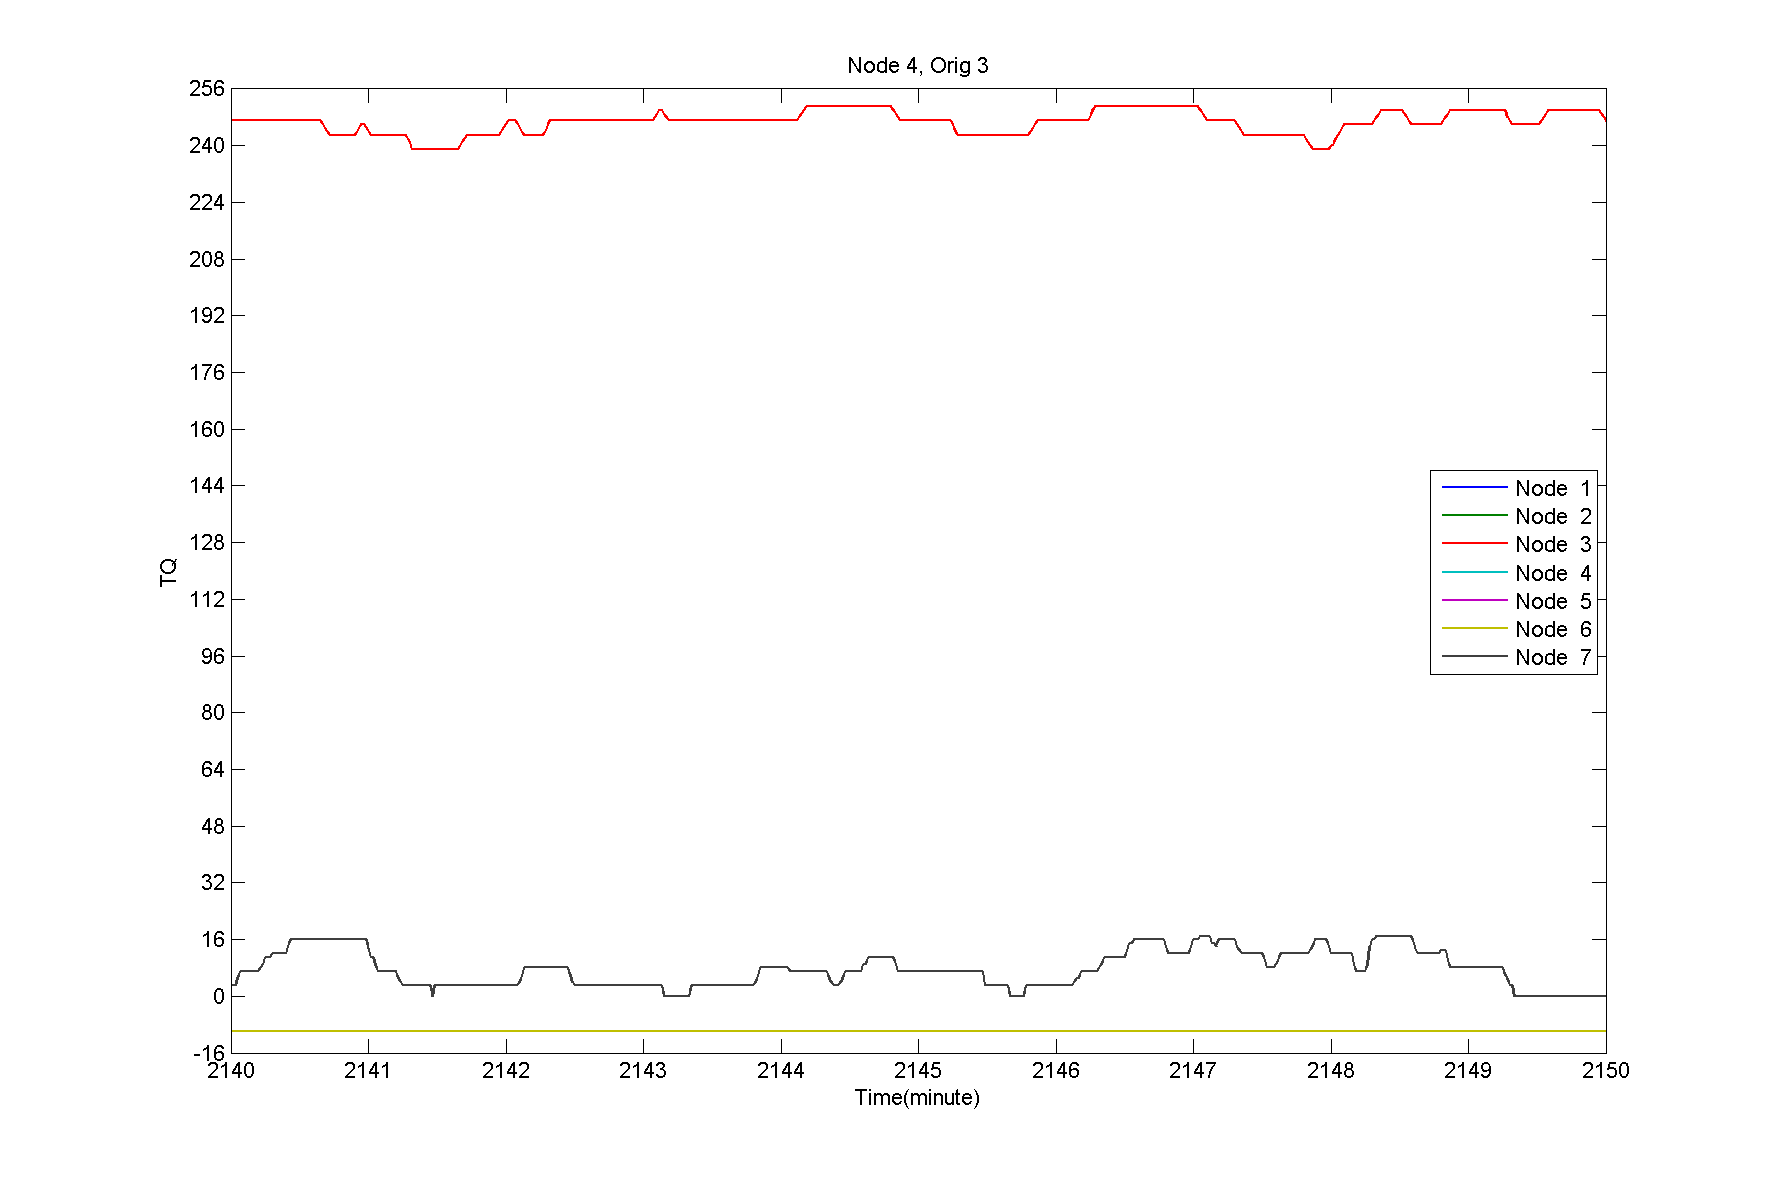 Node 4, Orig 3
256
240
224
208
192
176
160
144
128
112
96
80
64
48
32
16
0
-16
TQ
Node 1
Node 2
Node 3
Node 4
Node 5
Node 6
Node 7
2140 2141 2142 2143 2144 2145 2146 2147 2148 2149 2150
Time(minute)